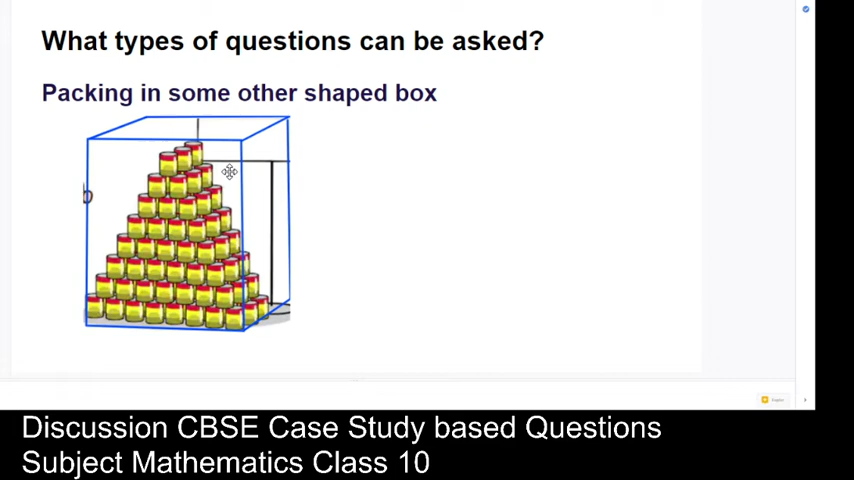 What types of questions can be asked?
Packing in some other shaped box
Discussion CBSE Case Study based Questions
Subject Mathematics Class 10